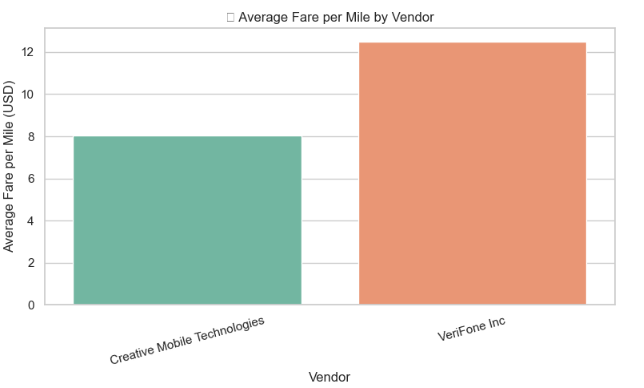 Average Fare per Mile by Vendor
Average Fare per Mile (USD)
12
10
8
6
4
2
0
Creative Mobile Technologies
VeriFone Inc
Vendor